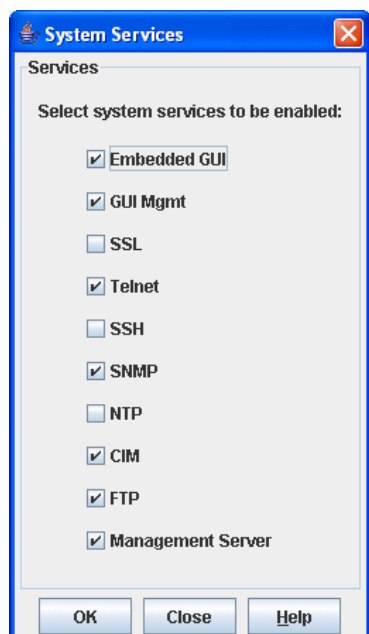 System Services
Services
Select system services to be enabled:
Embedded GUI
GUI Mgmt
SSL
Telnet
SSH
SNMP
NTP
CIM
FTP
Management Server
OK Close Help